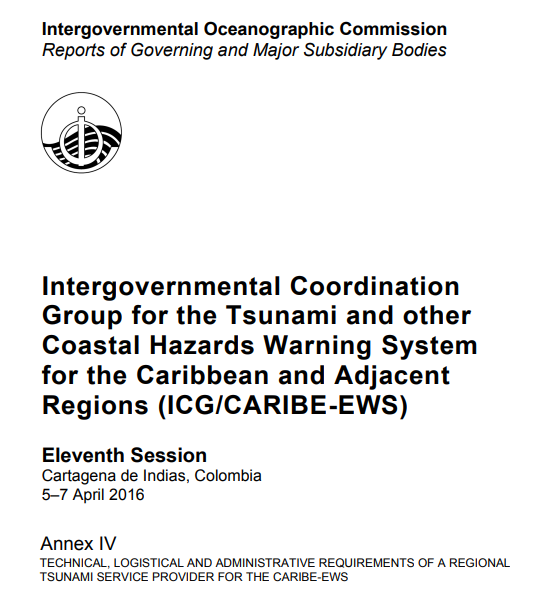 Intergovernmental Oceanographic Commission
Reports of Governing and Major Subsidiary Bodies
Intergovernmental Coordination
Group for the Tsunami and other
Coastal Hazards Warning System
for the Caribbean and Adjacent
Regions (ICG/CARIBE-EWS)
Eleventh Session
Cartagena de Indias, Colombia
5–7 April 2016
Annex IV
TECHNICAL, LOGISTICAL AND ADMINISTRATIVE REQUIREMENTS OF A REGIONAL
TSUNAMI SERVICE PROVIDER FOR THE CARIBE-EWS